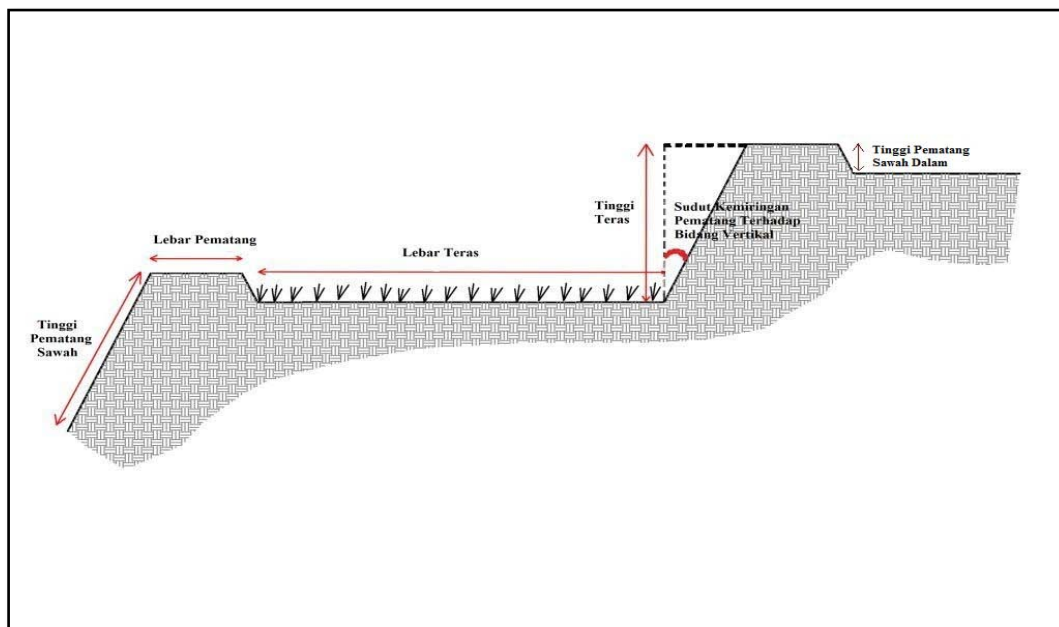 Tinggi Pematang
Sawah Dalam
Tinggi
Teras
Sudut Kemiringan
Pematang Terhadap
Bidang Vertikal
Lebar Pematang
Lebar Teras
Tinggi
Pematang
Sawah